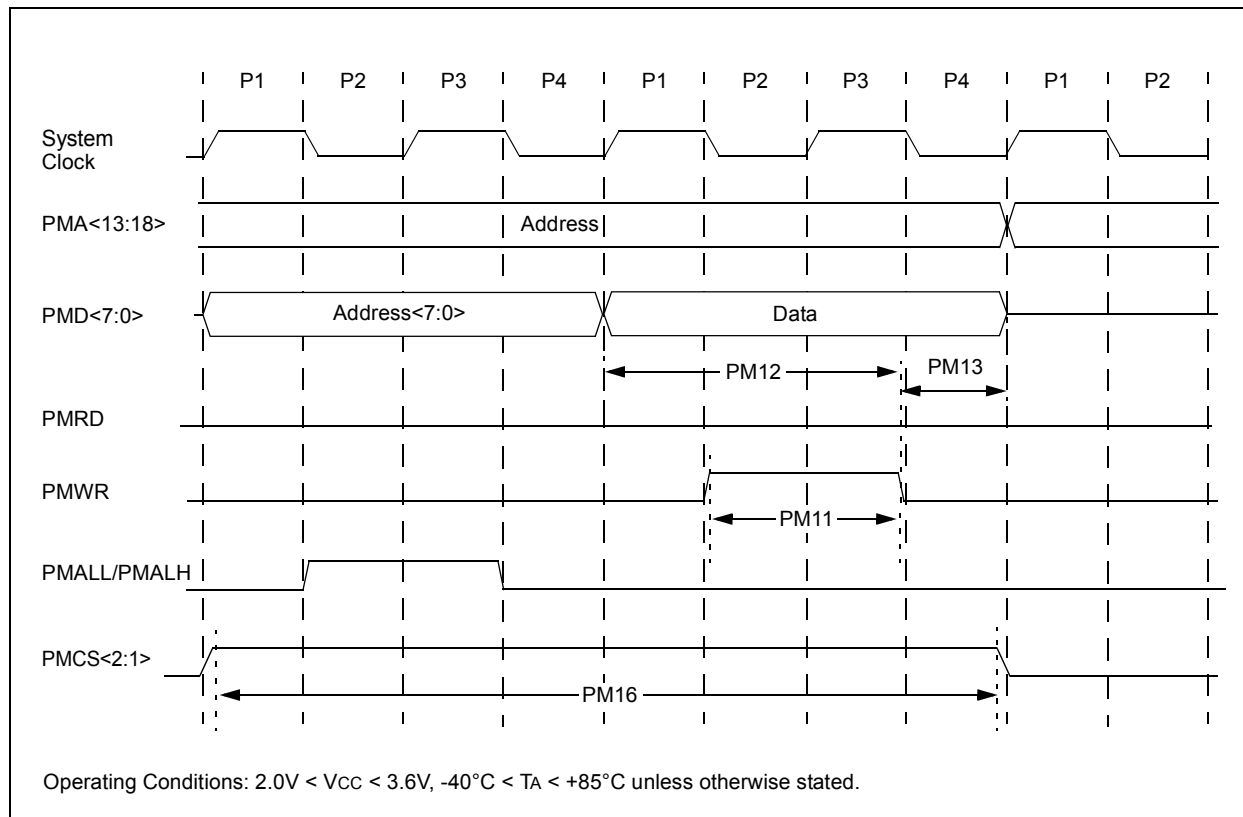 P1 P2 P3 P4 P1 P2 P3 P4 P1 P2
System
Clock
PMA<13:18>
Address
PMD<7:0>
Address<7:0>
Data
PM12
PM13
PMRD
PMWR
PM11
PMALL/PMALH
PMCS<2:1>
PM16
Operating Conditions: 2.0V < VCC < 3.6V, -40°C < TA < +85°C unless otherwise stated.